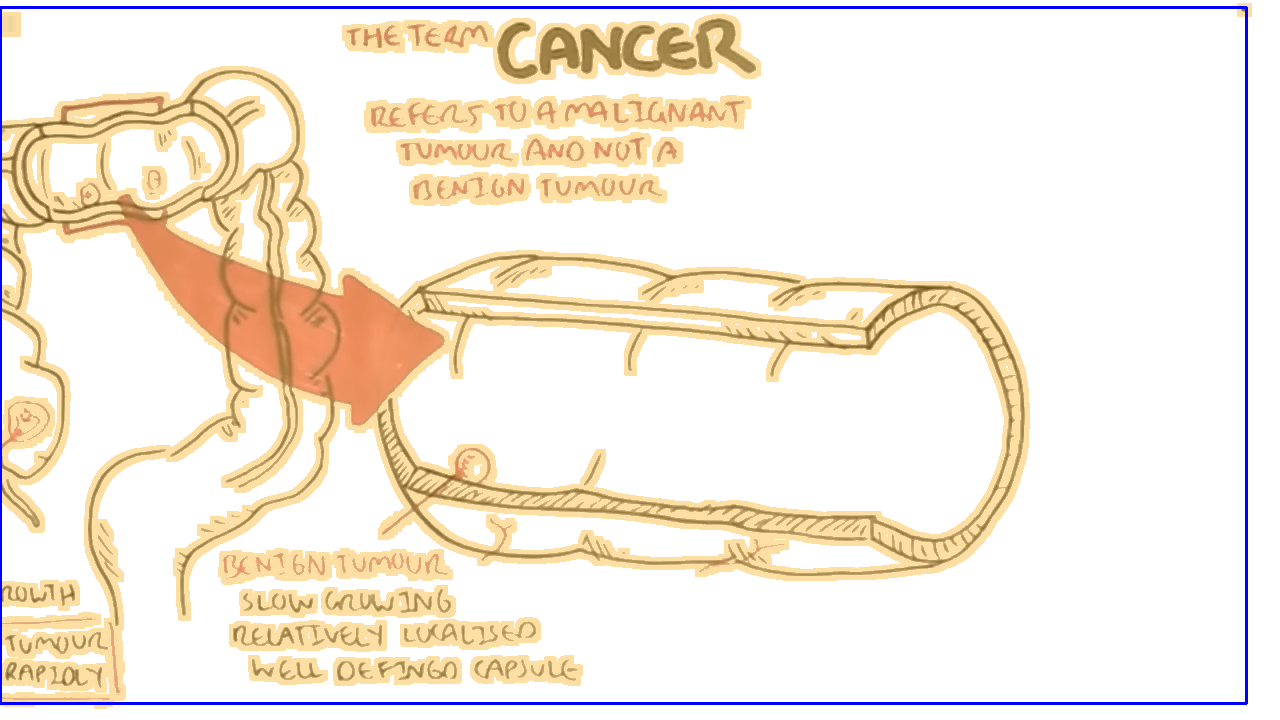 THE TERM CANCER
REFERS TO A MALIGNANT
TUMOUR AND NOT A
BENIGN TUMOUR
BENIGN TUMOUR
SLOW GROWING
RELATIVELY LOCALISED
WELL DEFINED CAPSULE
ROWTH
TUMOUR
RAPIDLY